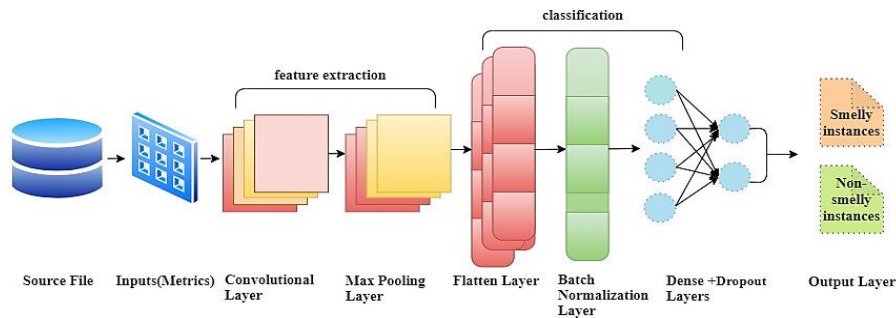 classification
feature extraction
Smelly
instances
Non-
smelly
instances
Source File
Inputs(Metrics)
Convolutional
Layer
Max Pooling
Layer
Flatten Layer
Batch
Normalization
Layer
Dense +Dropout
Layers
Output Layer